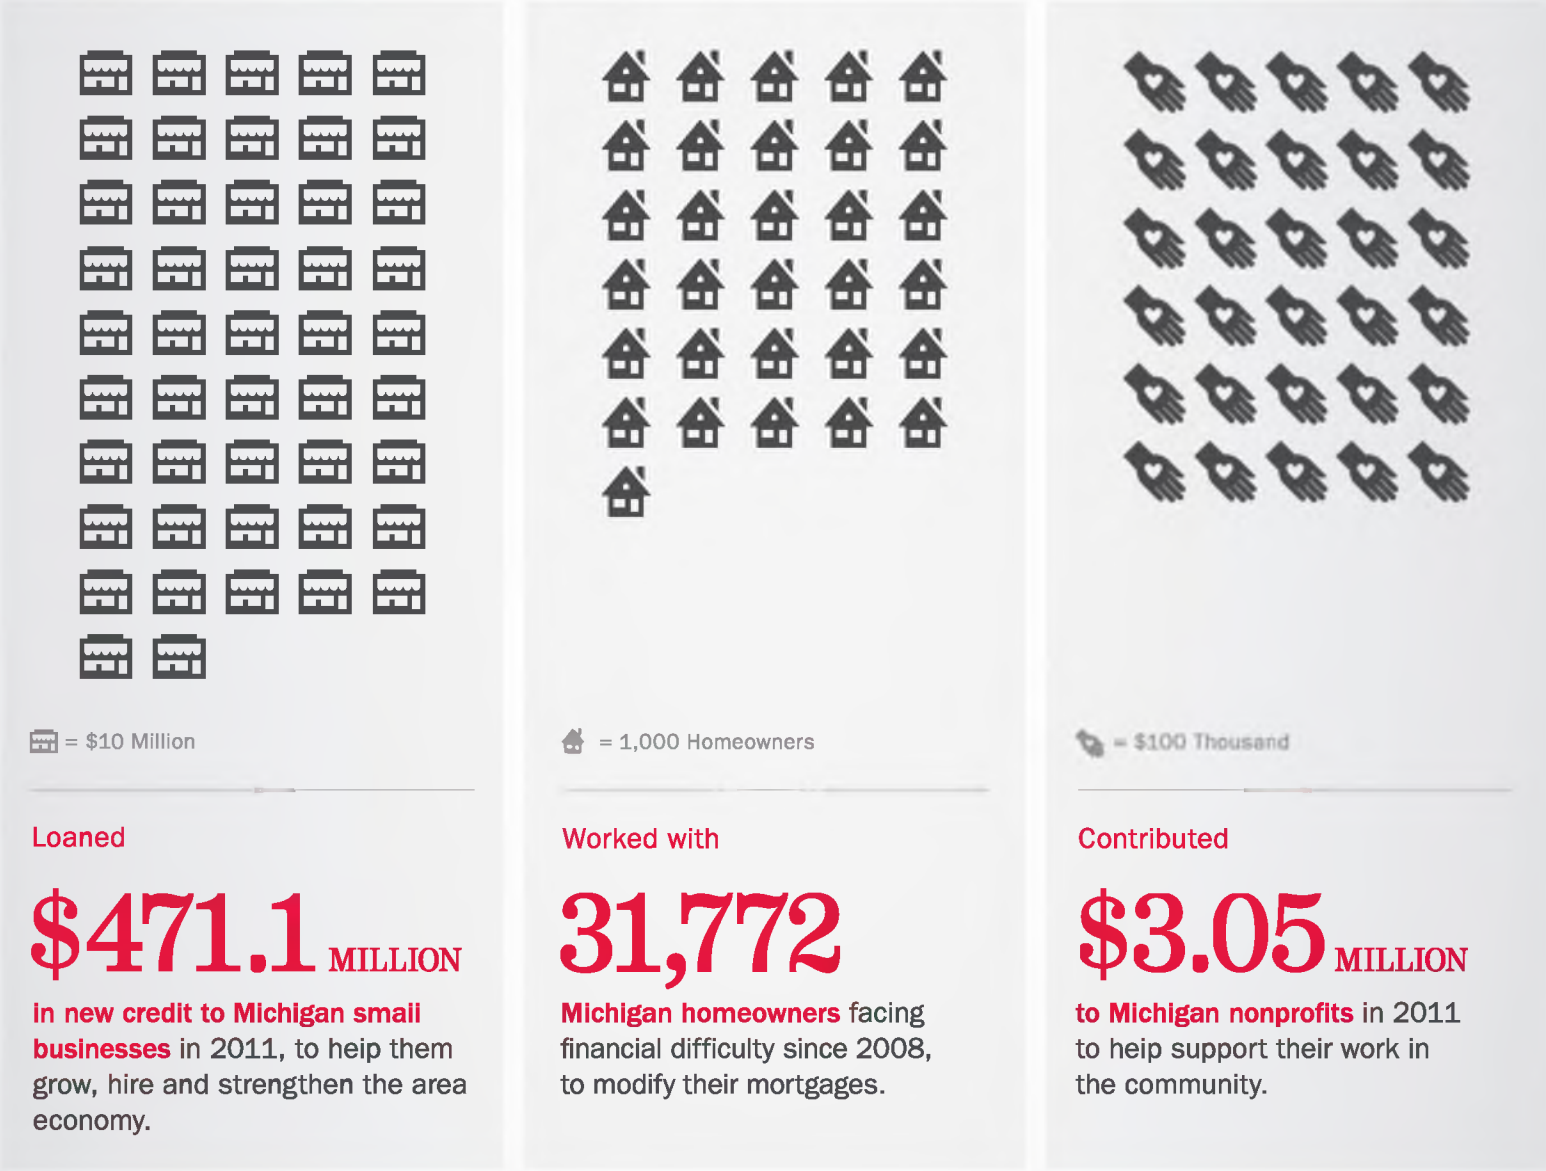 = $10 Million
Loaned
$471.1 MILLION
in new credit to Michigan small
businesses in 2011, to help them
grow, hire and strengthen the area
economy.
= 1,000 Homeowners
Worked with
31,772
Michigan homeowners facing
financial difficulty since 2008,
to modify their mortgages.
= $100 Thousand
Contributed
$3.05 MILLION
to Michigan nonprofits in 2011
to help support their work in
the community.